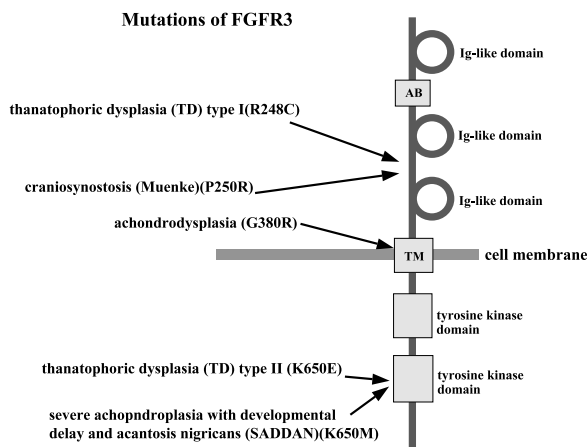 Mutations of FGFR3
Ig-like domain
AB
thanatophoric dysplasia (TD) type I(R248C)
Ig-like domain
craniosynostosis (Muenke)(P250R)
Ig-like domain
achondrodysplasia (G380R)
TM
cell membrane
tyrosine kinase
domain
thanatophoric dysplasia (TD) type II (K650E)
tyrosine kinase
domain
severe achopndroplasia with developmental
delay and acantosis nigricans (SADDAN)(K650M)